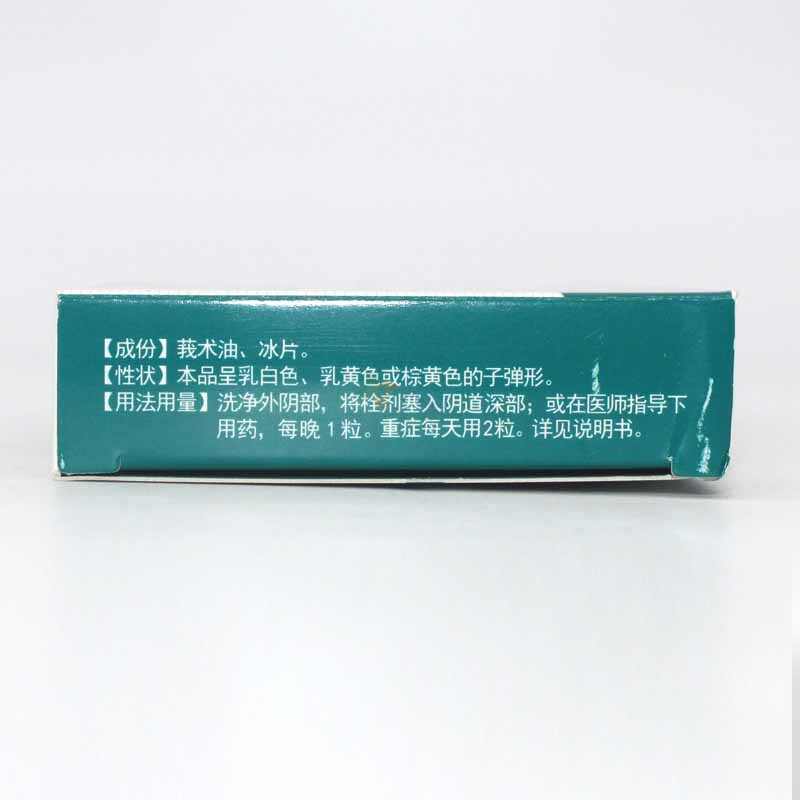 【成份】莪术油、冰片。
【性状】本品呈乳白色、乳黄色或棕黄色的子弹形。
【用法用量】洗净外阴部，将栓剂塞入阴道深部；或在医师指导下
用药，每晚1粒。重症每天用2粒。详见说明书。